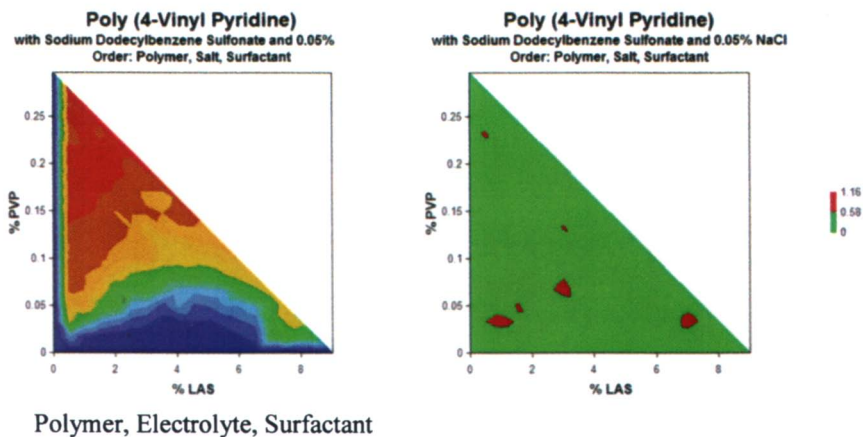 Poly (4-Vinyl Pyridine)
with Sodium Dodecylbenzene Sulfonate and 0.05%
Order: Polymer, Salt, Surfactant
0.25
0.2
0.15
0.1
0.05
0
%PVP
0 2 4 6 8
% LAS
Poly (4-Vinyl Pyridine)
with Sodium Dodecylbenzene Sulfonate and 0.05% NaCl
Order: Polymer, Salt, Surfactant
0.25
0.2
0.15
0.1
0.05
0
%PVP
0 2 4 6 8
% LAS
1.16
0.58
0
Polymer, Electrolyte, Surfactant